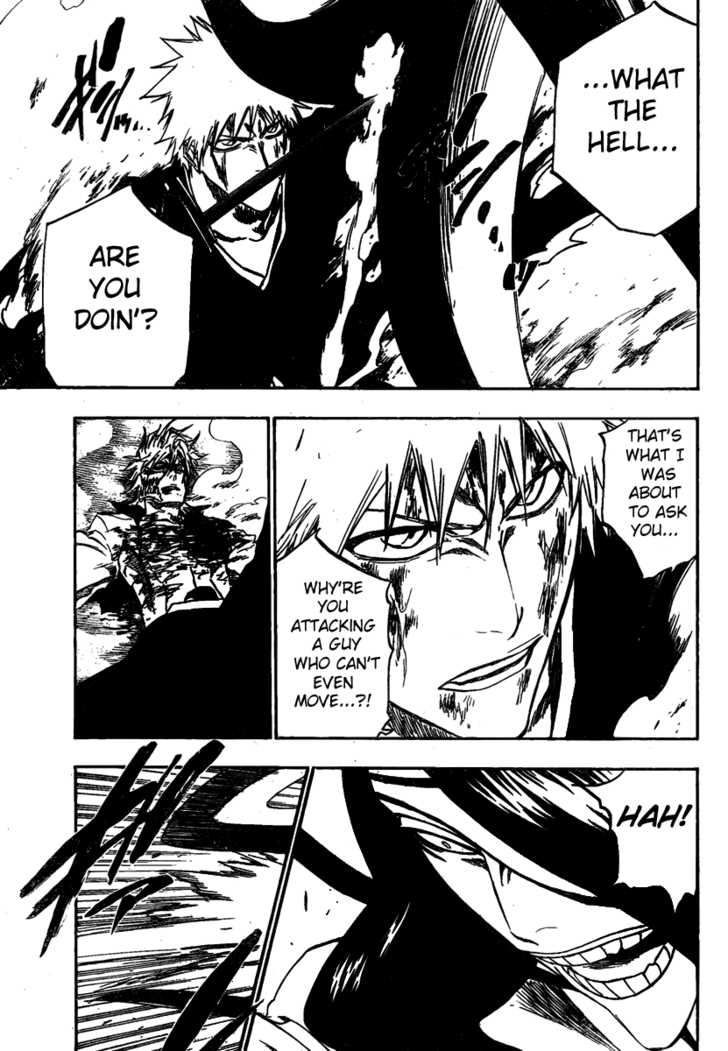 ...WHAT
THE
HELL...
ARE
YOU
DOIN'?
THAT'S
WHAT I
WAS
ABOUT
TO ASK
YOU...
WHY'RE
YOU
ATTACKING
A GUY
WHO CAN'T
EVEN
MOVE...?!
HAH!